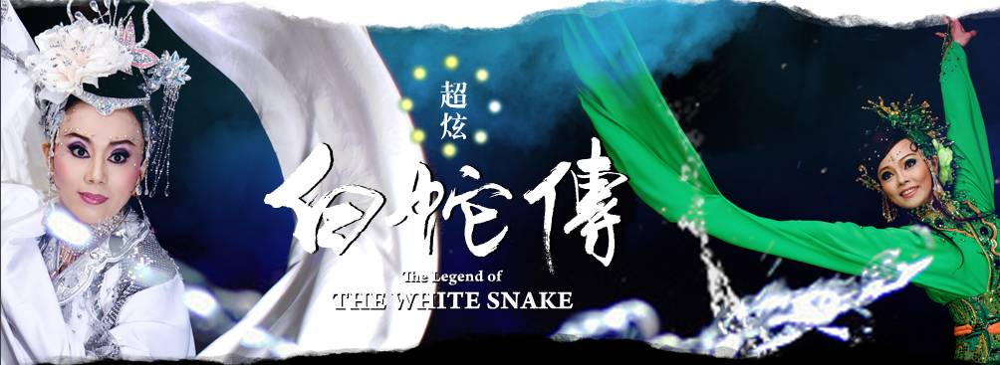 超炫
白蛇傳
The Legend of
THE WHITE SNAKE